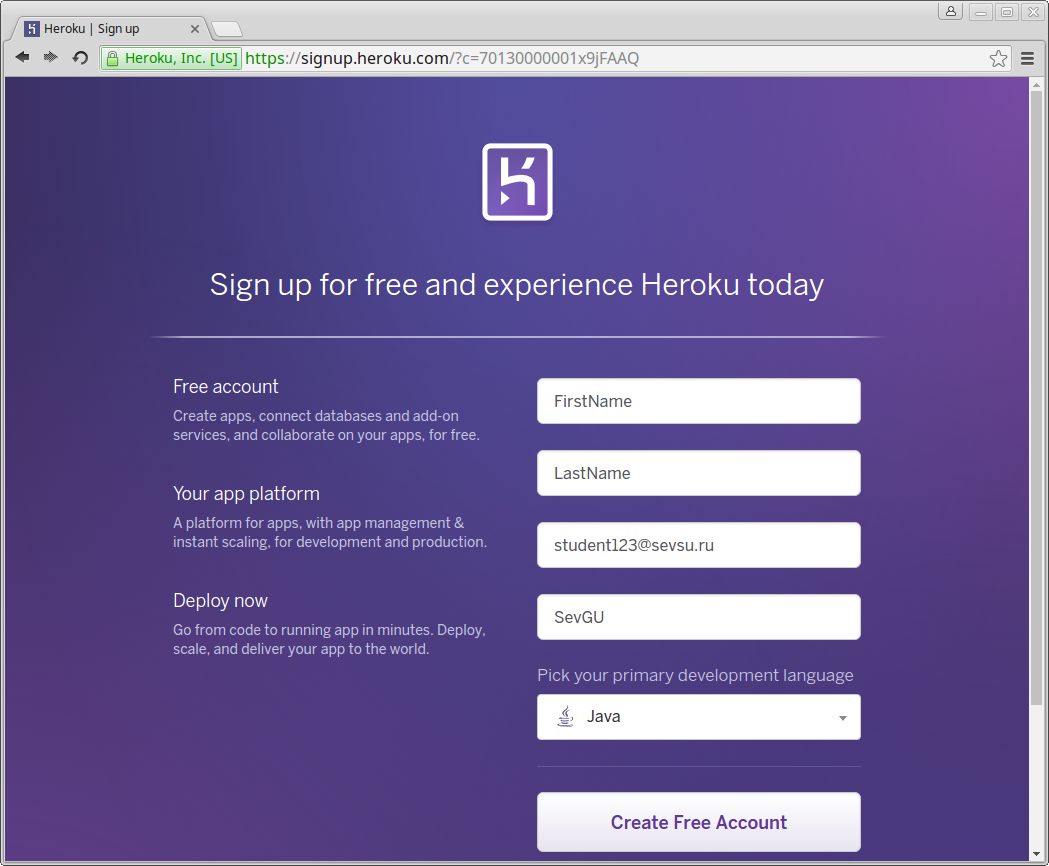 Heroku | Sign up
Heroku, Inc. [US] https://signup.heroku.com/?c=70130000001x9jFAAQ
Sign up for free and experience Heroku today
Free account
Create apps, connect databases and add-on
services, and collaborate on your apps, for free.
Your app platform
A platform for apps, with app management &
instant scaling, for development and production.
Deploy now
Go from code to running app in minutes. Deploy,
scale, and deliver your app to the world.
FirstName
LastName
student123@sevsu.ru
SevGU
Pick your primary development language
Java
Create Free Account